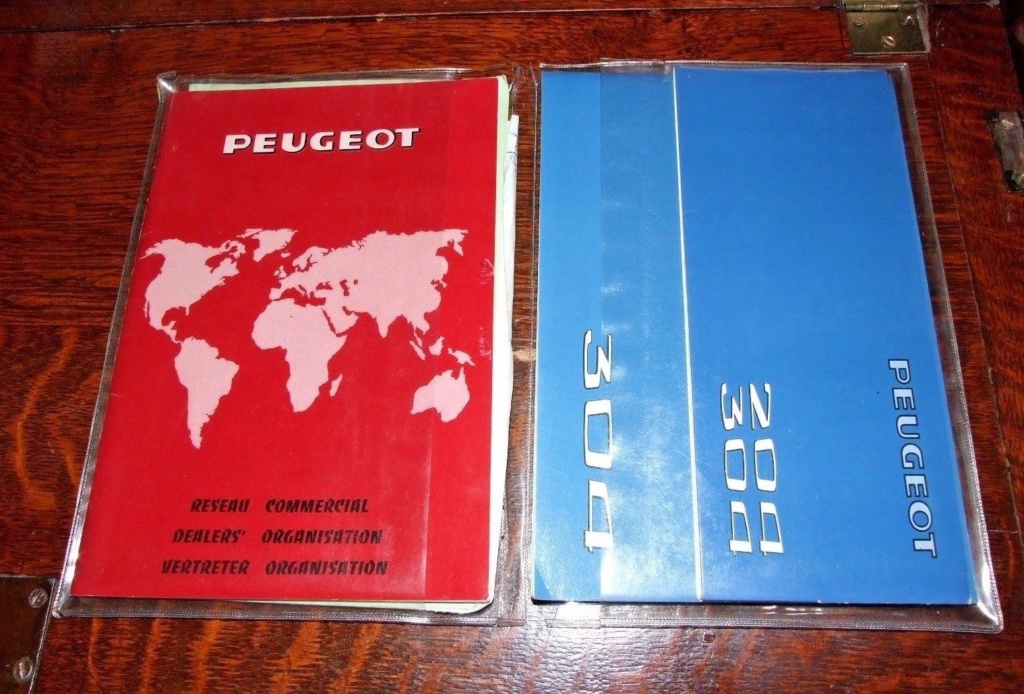 PEUGEOT
RESEAU COMMERCIAL
DEALERS' ORGANISATION
VERTRETER ORGANISATION
304
204
304
PEUGEOT